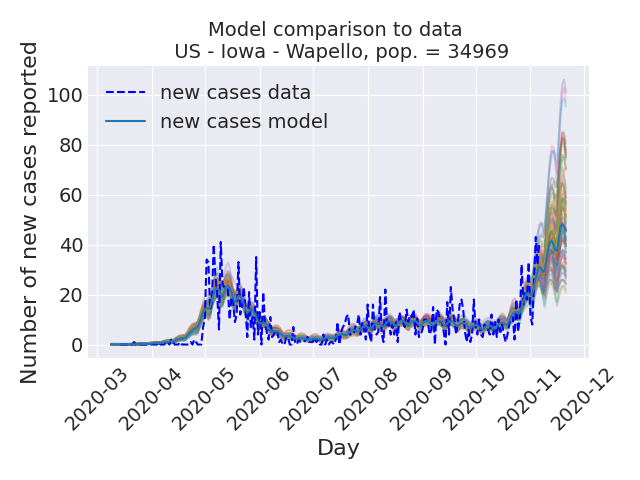 Model comparison to data
US - Iowa - Wapello, pop. = 34969
Number of new cases reported
100
80
60
40
20
0
new cases data
new cases model
2020-03
2020-04
2020-05
2020-06
2020-07
2020-08
2020-09
2020-10
2020-11
2020-12
Day